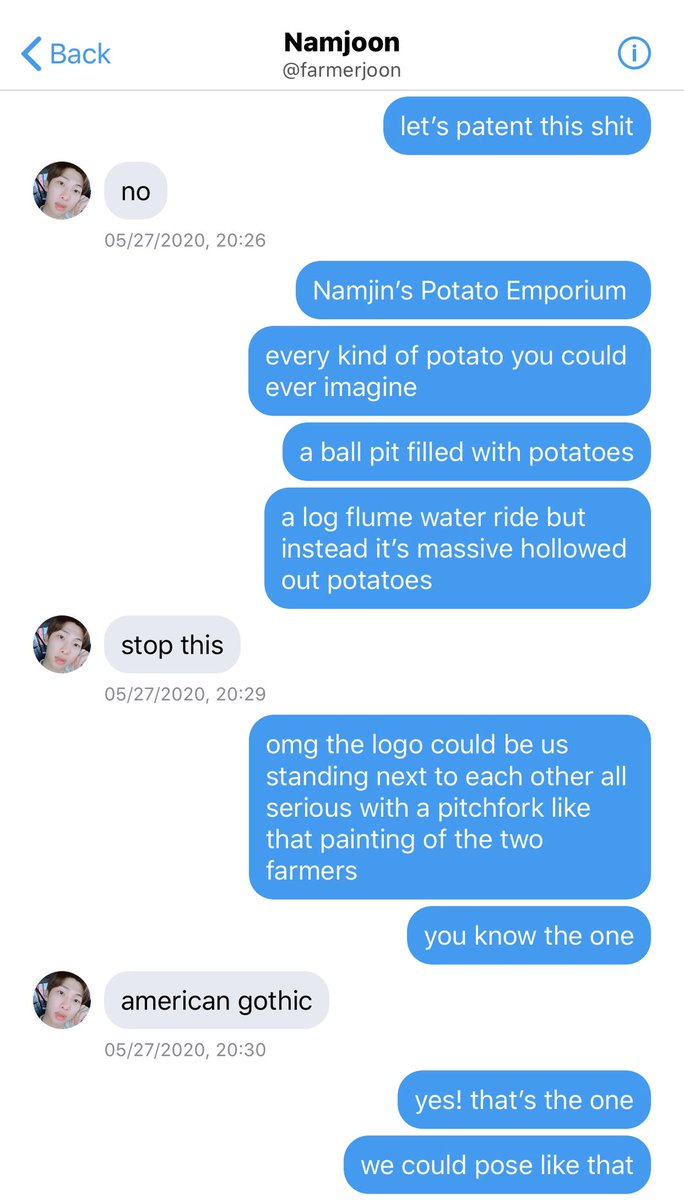 Back
Namjoon
@farmerjoon
let’s patent this shit
no
05/27/2020, 20:26
Namjin’s Potato Emporium
every kind of potato you could
ever imagine
a ball pit filled with potatoes
a log flume water ride but
instead it’s massive hollowed
out potatoes
stop this
05/27/2020, 20:29
omg the logo could be us
standing next to each other all
serious with a pitchfork like
that painting of the two
farmers
you know the one
american gothic
05/27/2020, 20:30
yes! that’s the one
we could pose like that